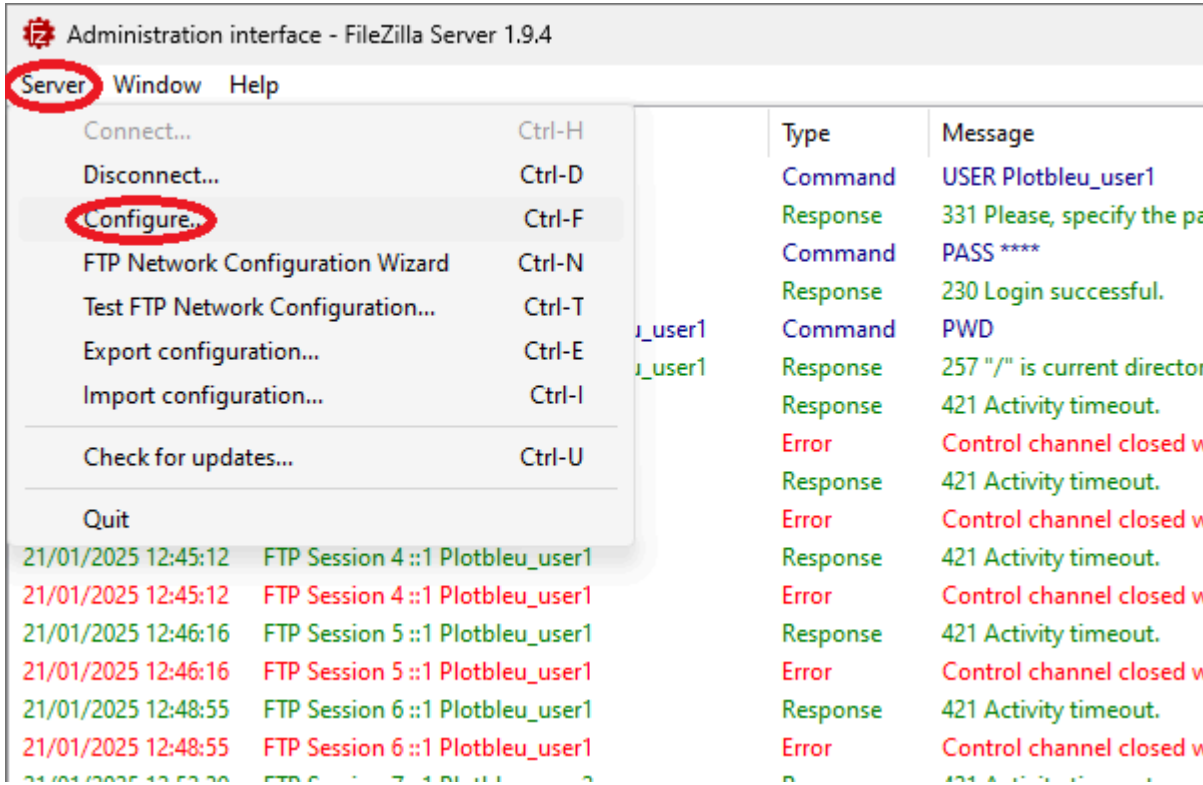 Administration interface - FileZilla Server 1.9.4
Server Window Help
Connect... Ctrl-H
Disconnect... Ctrl-D
Configure... Ctrl-F
FTP Network Configuration Wizard Ctrl-N
Test FTP Network Configuration... Ctrl-T
Export configuration... Ctrl-E
Import configuration... Ctrl-I
Check for updates... Ctrl-U
Quit
Type Message
Command USER Plotbleu_user1
Response 331 Please, specify the pa
Command PASS ****
Response 230 Login successful.
u_user1 Command PWD
u_user1 Response 257 "/" is current director
Response 421 Activity timeout.
Error Control channel closed w
Response 421 Activity timeout.
Error Control channel closed w
21/01/2025 12:45:12 FTP Session 4 ::1 Plotbleu_user1 Response 421 Activity timeout.
21/01/2025 12:45:12 FTP Session 4 ::1 Plotbleu_user1 Error Control channel closed w
21/01/2025 12:46:16 FTP Session 5 ::1 Plotbleu_user1 Response 421 Activity timeout.
21/01/2025 12:46:16 FTP Session 5 ::1 Plotbleu_user1 Error Control channel closed w
21/01/2025 12:48:55 FTP Session 6 ::1 Plotbleu_user1 Response 421 Activity timeout.
21/01/2025 12:48:55 FTP Session 6 ::1 Plotbleu_user1 Error Control channel closed w